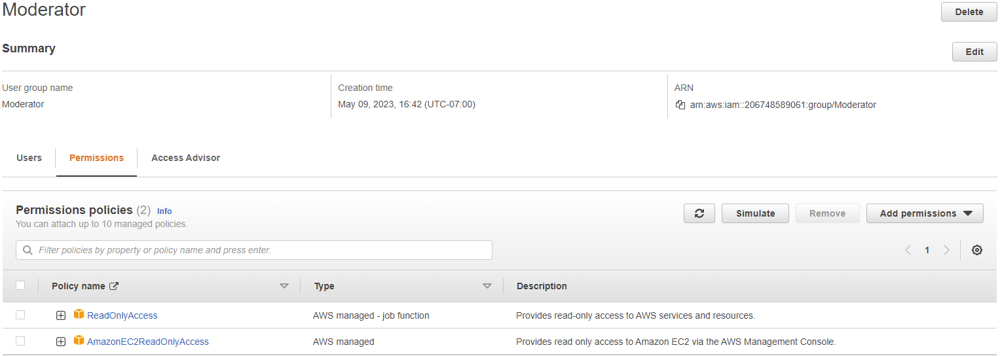 Moderator
Delete
Summary
Edit
User group name
Creation time
ARN
Moderator
May 09, 2023, 16:42 (UTC-07:00)
arn:aws:iam::206748589061:group/Moderator
Users
Permissions
Access Advisor
Permissions policies (2) Info
You can attach up to 10 managed policies.
Simulate
Remove
Add permissions
Filter policies by property or policy name and press enter.
1
Policy name
Type
Description
ReadOnlyAccess
AWS managed - job function
Provides read-only access to AWS services and resources.
AmazonEC2ReadOnlyAccess
AWS managed
Provides read only access to Amazon EC2 via the AWS Management Console.